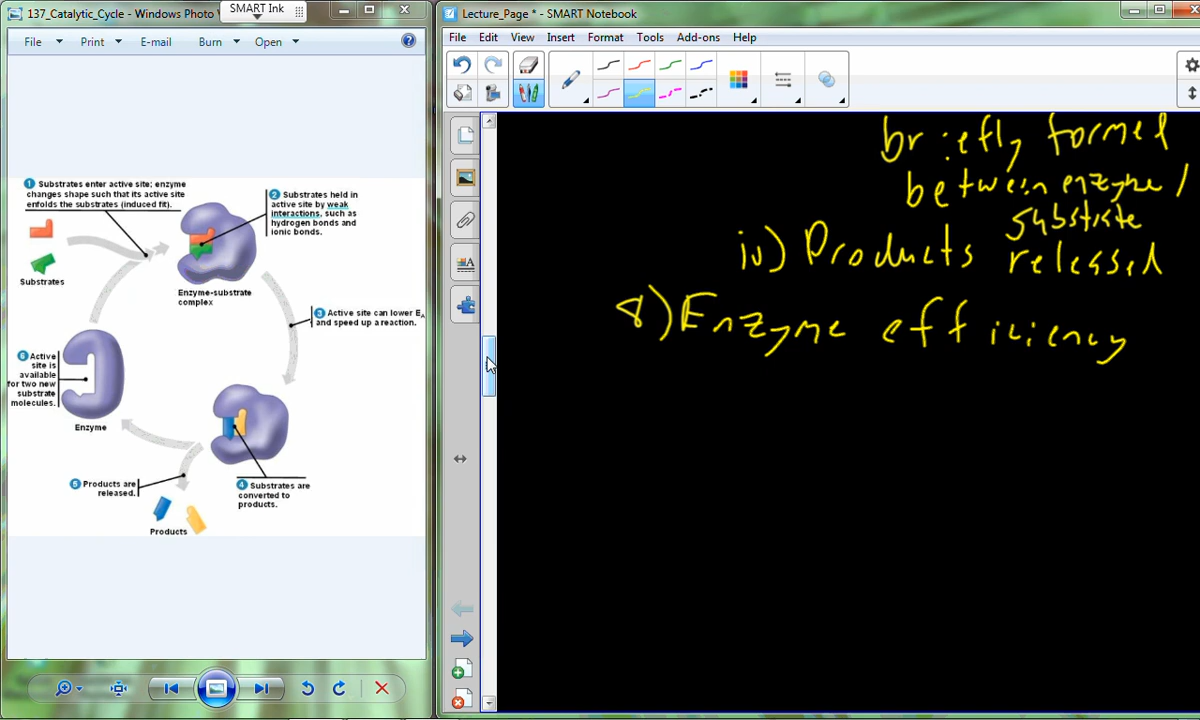 137_Catalytic_Cycle - Windows Photo V
SMART Ink
File Print E-mail Burn Open
1 Substrates enter active site; enzyme
changes shape such that its active site
enfolds the substrates (induced fit).
2 Substrates held in
active site by weak
interactions, such as
hydrogen bonds and
ionic bonds.
Substrates
Enzyme-substrate
complex
3 Active site can lower EA
and speed up a reaction.
6 Active
site is
available
for two new
substrate
molecules.
Enzyme
5 Products are
released.
4 Substrates are
converted to
products.
Products
Lecture_Page * - SMART Notebook
File Edit View Insert Format Tools Add-ons Help
briefly formed
between enzyme/
substrate
iv) Products released
8) Enzyme efficiency